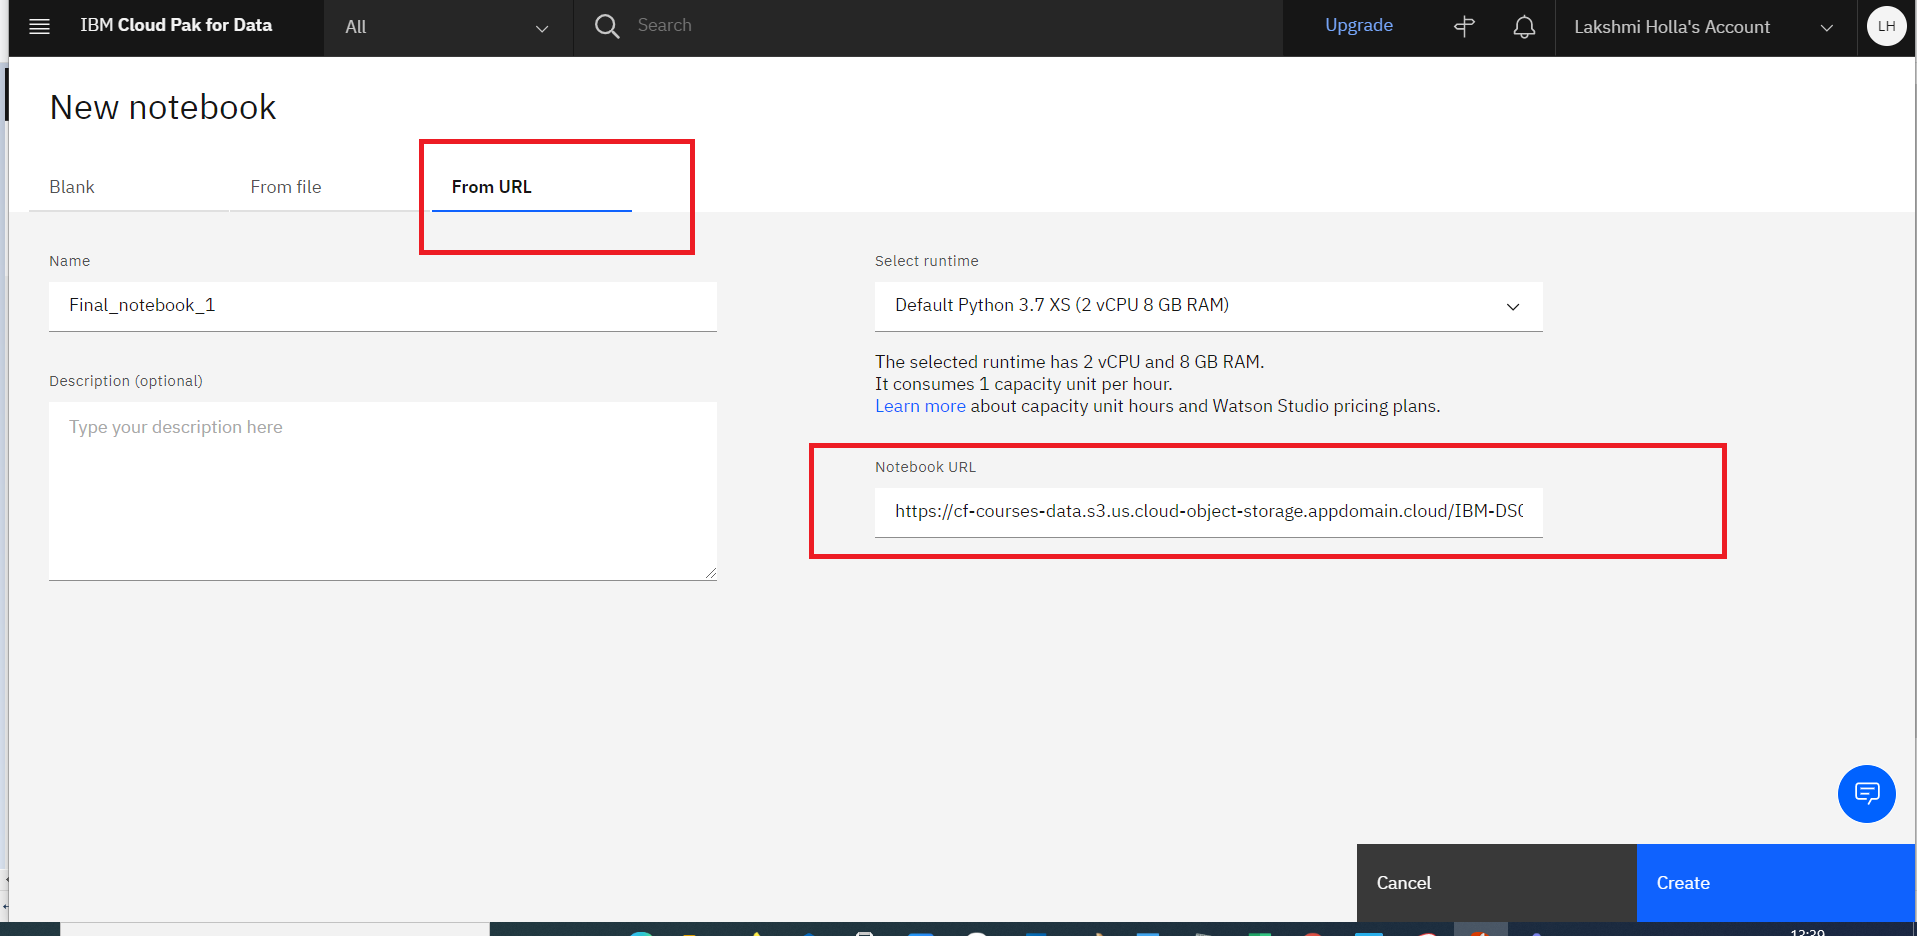 IBM Cloud Pak for Data
All
Search
Upgrade
Lakshmi Holla's Account
LH
New notebook
Blank
From file
From URL
Name
Final_notebook_1
Description (optional)
Type your description here
Select runtime
Default Python 3.7 XS (2 vCPU 8 GB RAM)
The selected runtime has 2 vCPU and 8 GB RAM.
It consumes 1 capacity unit per hour.
Learn more about capacity unit hours and Watson Studio pricing plans.
Notebook URL
https://cf-courses-data.s3.us.cloud-object-storage.appdomain.cloud/IBM-DS
Cancel
Create